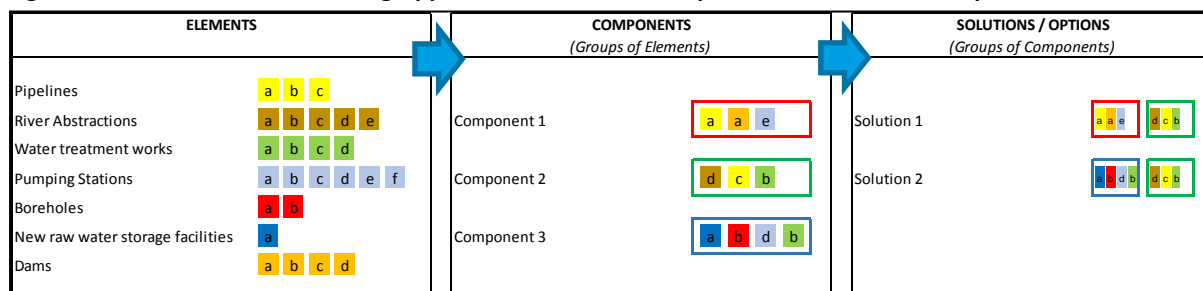 ELEMENTS
Pipelines a b c
River Abstractions a b c d e
Water treatment works a b c d
Pumping Stations a b c d e f
Boreholes a b
New raw water storage facilities a
Dams a b c d
COMPONENTS
(Groups of Elements)
Component 1 a a e
Component 2 d c b
Component 3 a b d b
SOLUTIONS / OPTIONS
(Groups of Components)
Solution 1 a a e d c b
Solution 2 a b d b d c b